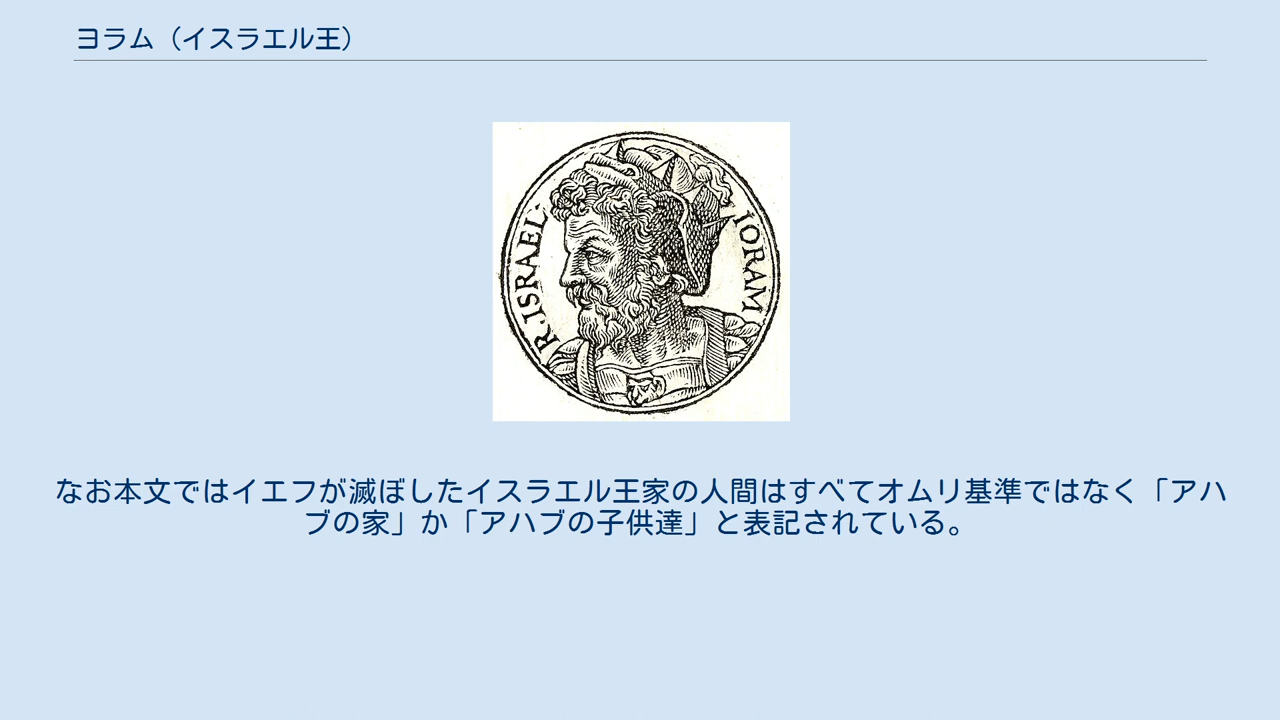 ヨラム（イスラエル王）
R.ISRAEL·
IORAM
なお本文ではイエフが滅ぼしたイスラエル王家の人間はすべてオムリ基準ではなく「アハ
ブの家」か「アハブの子供達」と表記されている。